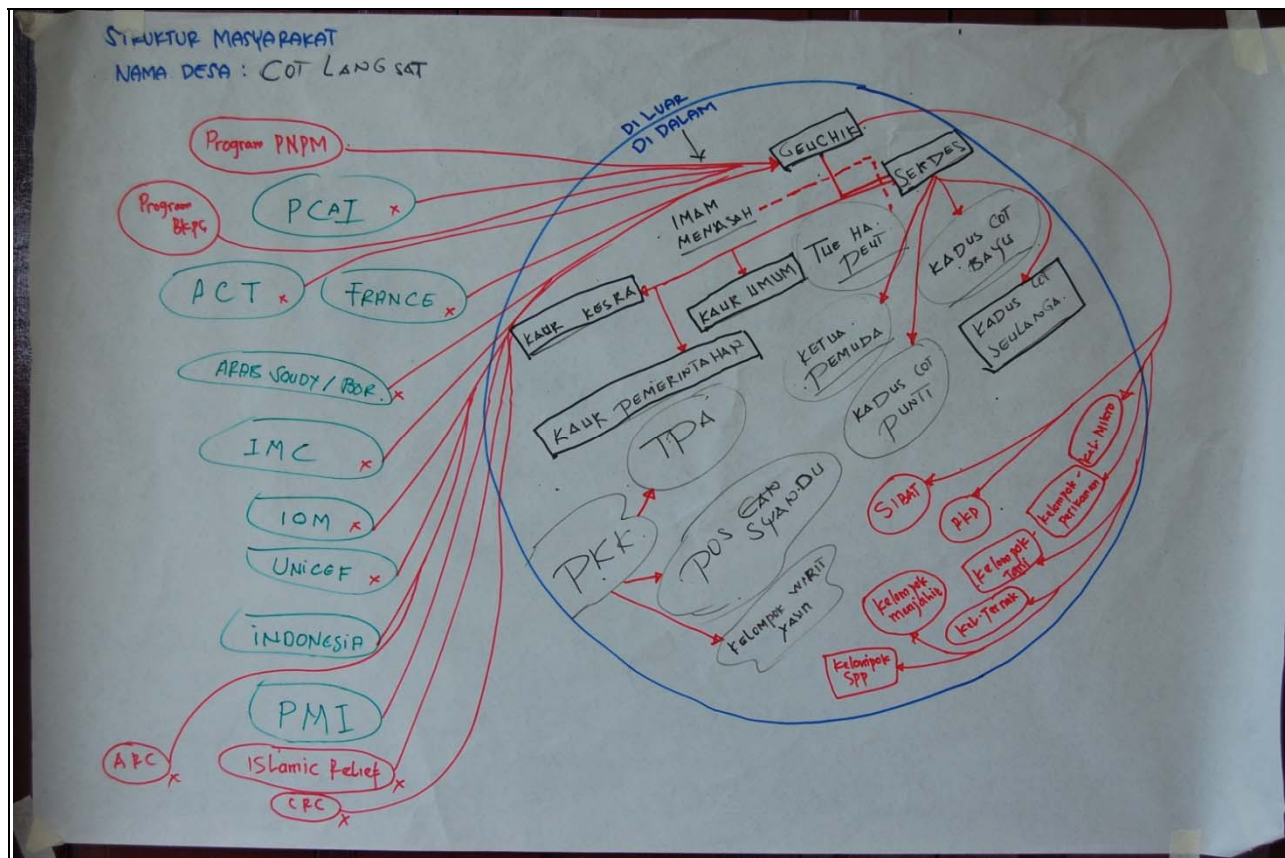 STRUKTUR MASYARAKAT
NAMA DESA : COT LANGSAT
Program PNPM
PCAI x
Program
BKPG
ACT x
FRANCE x
ARAB SOUDY / x
IMC x
IOM x
UNICEF x
INDONESIA
PMI
ARC x
ISlamic Relief x
CRC x
DI LUAR
DI DALAM
GEUCHIK
SEKDES
IMAM
MENASAH
TUE HA.
PEUT
KADUS COT
BAYU
KADUS COT
SEULANGA.
KAUR KESRA
KAUR UMUM
KAUR PEMERINTAHAN
KETUA.
PEMUDA
KADUS COT
PUNTI
TPA
PKK
POS
SYANDU
KELOMPOK WIRIT
YASIN
SIBAT
PKP
Kel. Mikro
Kelompok -
perikanan
Kelompok
Tani
Kel. Ternak
Kelompok
menjahit
Kelompok
SPP